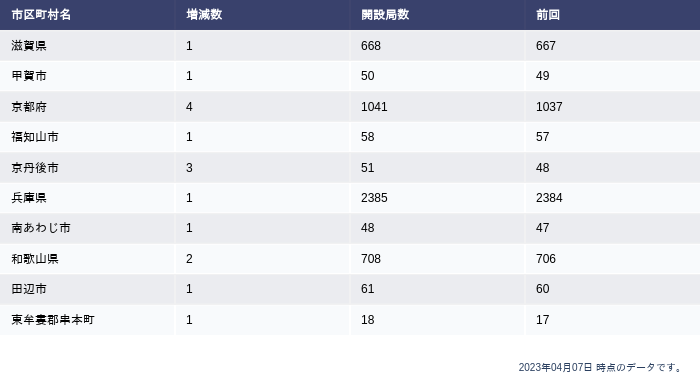 市区町村名 増減数 開設局数 前回
滋賀県 1 668 667
甲賀市 1 50 49
京都府 4 1041 1037
福知山市 1 58 57
京丹後市 3 51 48
兵庫県 1 2385 2384
南あわじ市 1 48 47
和歌山県 2 708 706
田辺市 1 61 60
東牟婁郡串本町 1 18 17
2023年04月07日 時点のデータです。